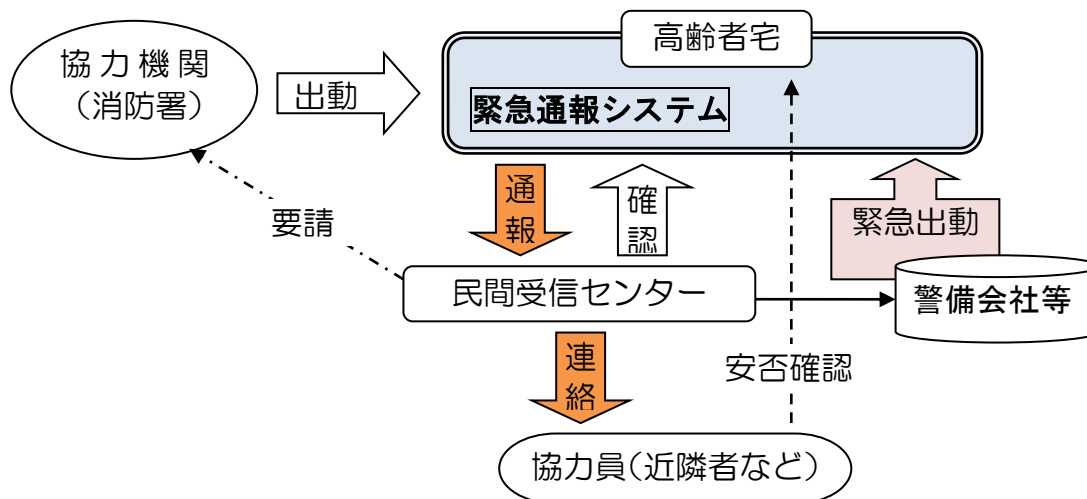 高齢者宅
協力機関
（消防署）
出動
緊急通報システム
通報
確認
緊急出動
要請
民間受信センター
警備会社等
連絡
安否確認
協力員（近隣者など）